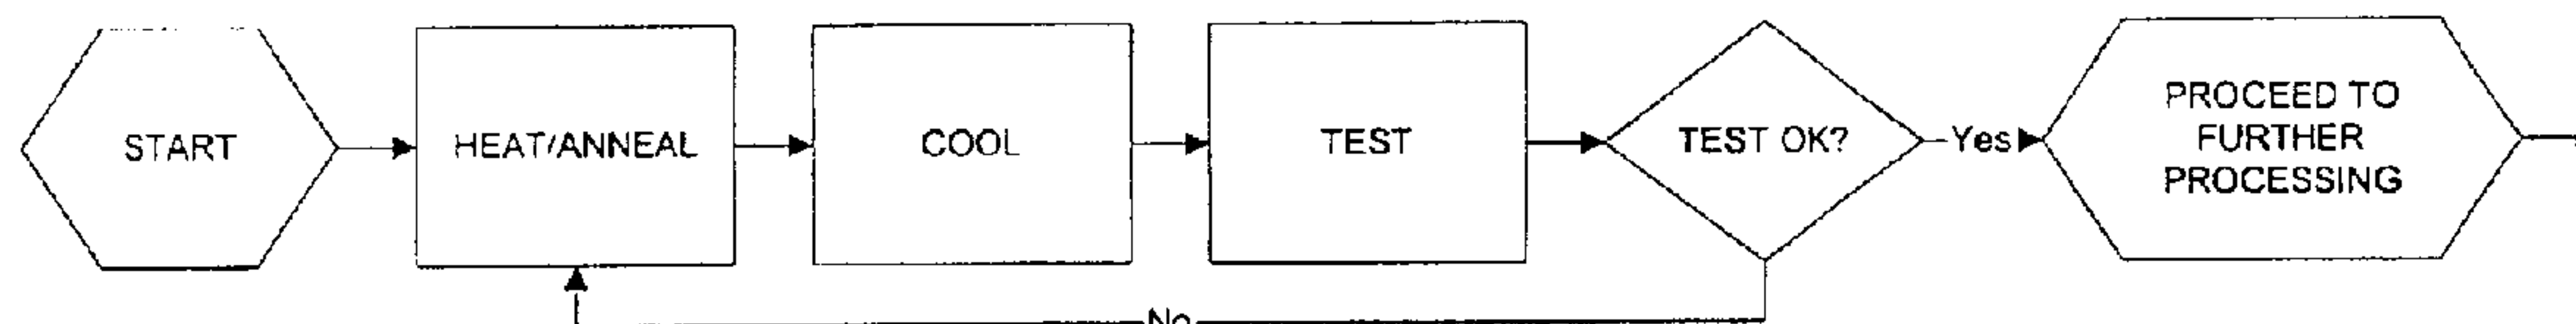 START
HEAT/ANNEAL
COOL
TEST
TEST OK?
Yes
PROCEED TO
FURTHER
PROCESSING
No